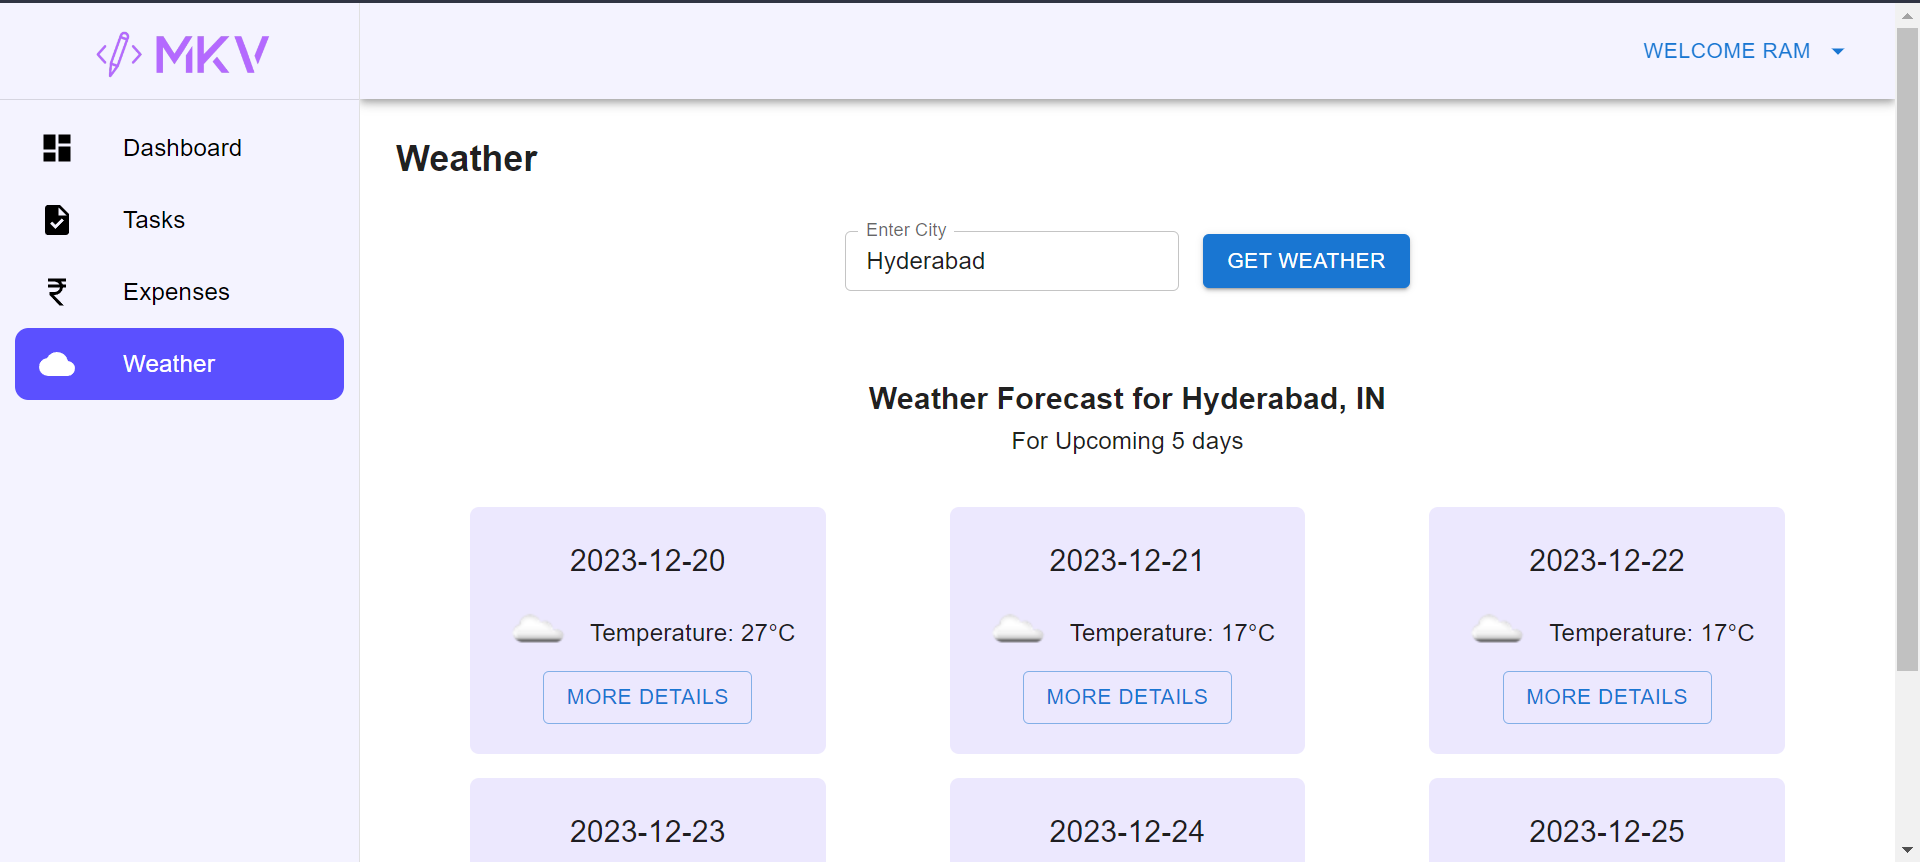 MKV
WELCOME RAM
Dashboard
Tasks
Expenses
Weather
Weather
Enter City
Hyderabad
GET WEATHER
Weather Forecast for Hyderabad, IN
For Upcoming 5 days
2023-12-20
Temperature: 27°C
MORE DETAILS
2023-12-21
Temperature: 17°C
MORE DETAILS
2023-12-22
Temperature: 17°C
MORE DETAILS
2023-12-23
2023-12-24
2023-12-25